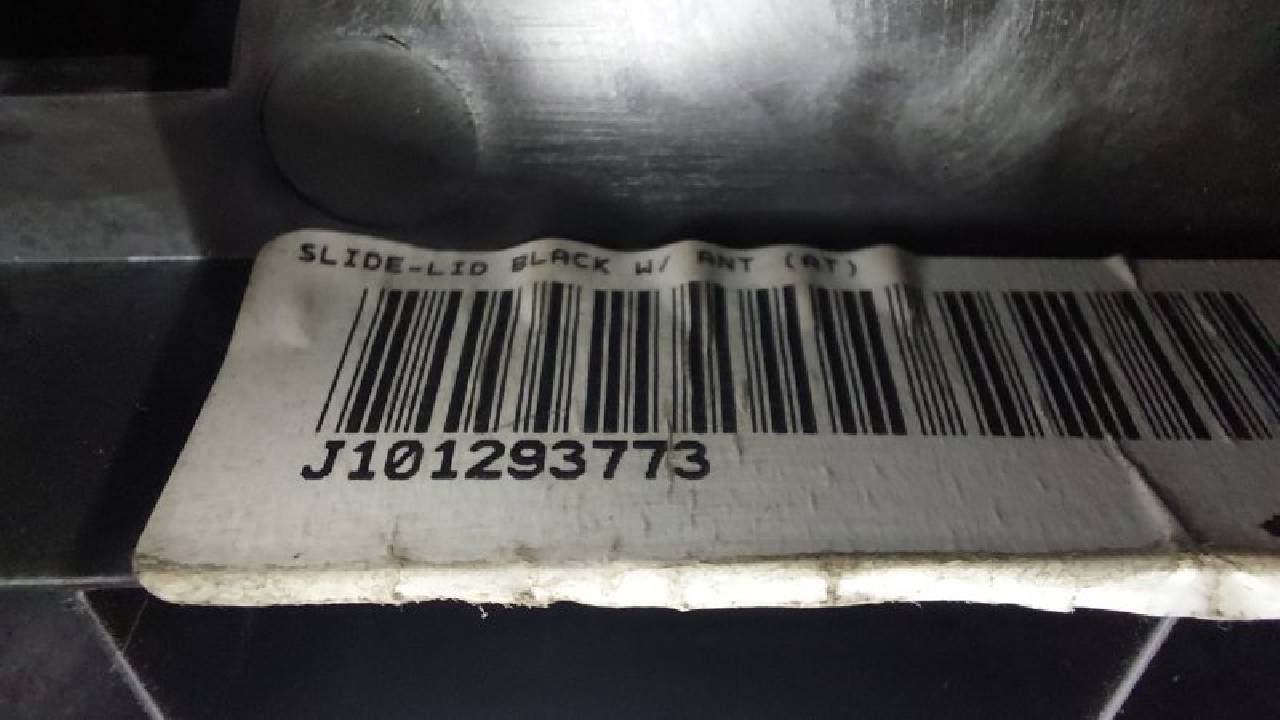 SLIDE-LID BLACK W/ ANT (AT)
J101293773